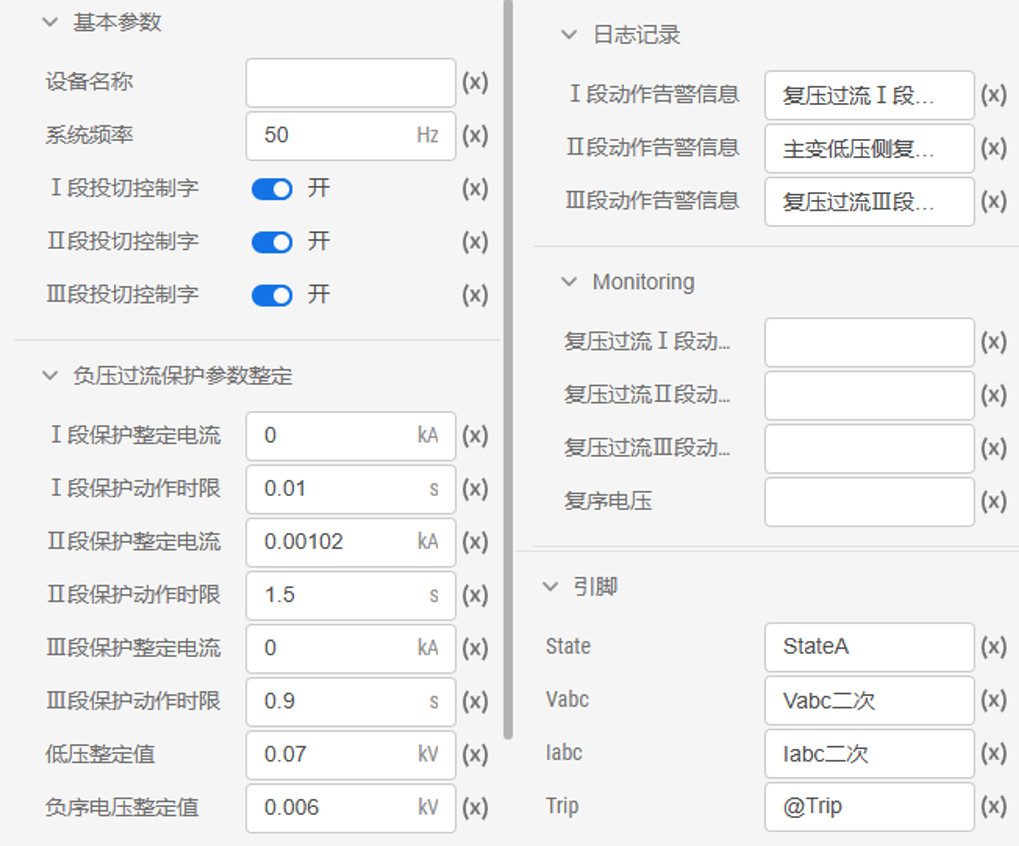 基本参数
设备名称 (x)
系统频率 50 Hz (x)
Ⅰ段投切控制字 开 (x)
Ⅱ段投切控制字 开 (x)
Ⅲ段投切控制字 开 (x)
负压过流保护参数整定
Ⅰ段保护整定电流 0 kA (x)
Ⅰ段保护动作时限 0.01 s (x)
Ⅱ段保护整定电流 0.00102 kA (x)
Ⅱ段保护动作时限 1.5 s (x)
Ⅲ段保护整定电流 0 kA (x)
Ⅲ段保护动作时限 0.9 s (x)
低压整定值 0.07 kV (x)
负序电压整定值 0.006 kV (x)
日志记录
Ⅰ段动作告警信息 复压过流Ⅰ段... (x)
Ⅱ段动作告警信息 主变低压侧复... (x)
Ⅲ段动作告警信息 复压过流Ⅲ段... (x)
Monitoring
复压过流Ⅰ段动... (x)
复压过流Ⅱ段动... (x)
复压过流Ⅲ段动... (x)
复序电压 (x)
引脚
State StateA (x)
Vabc Vabc二次 (x)
Iabc Iabc二次 (x)
Trip @Trip (x)